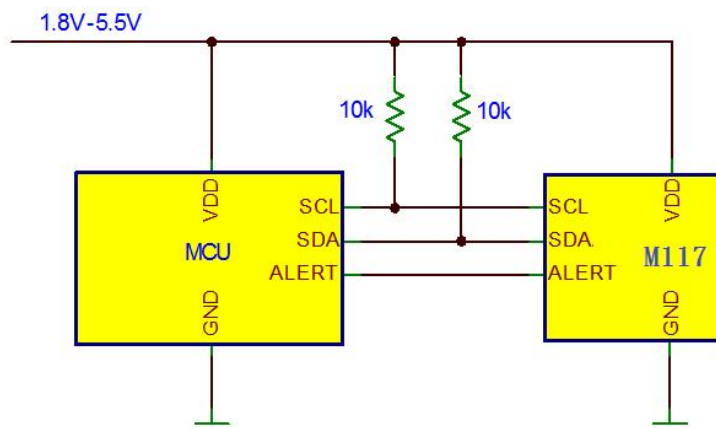 1.8V-5.5V
10k
10k
VDD
SCL
SDA
ALERT
MCU
GND
VDD
SCL
SDA
ALERT
M117
GND